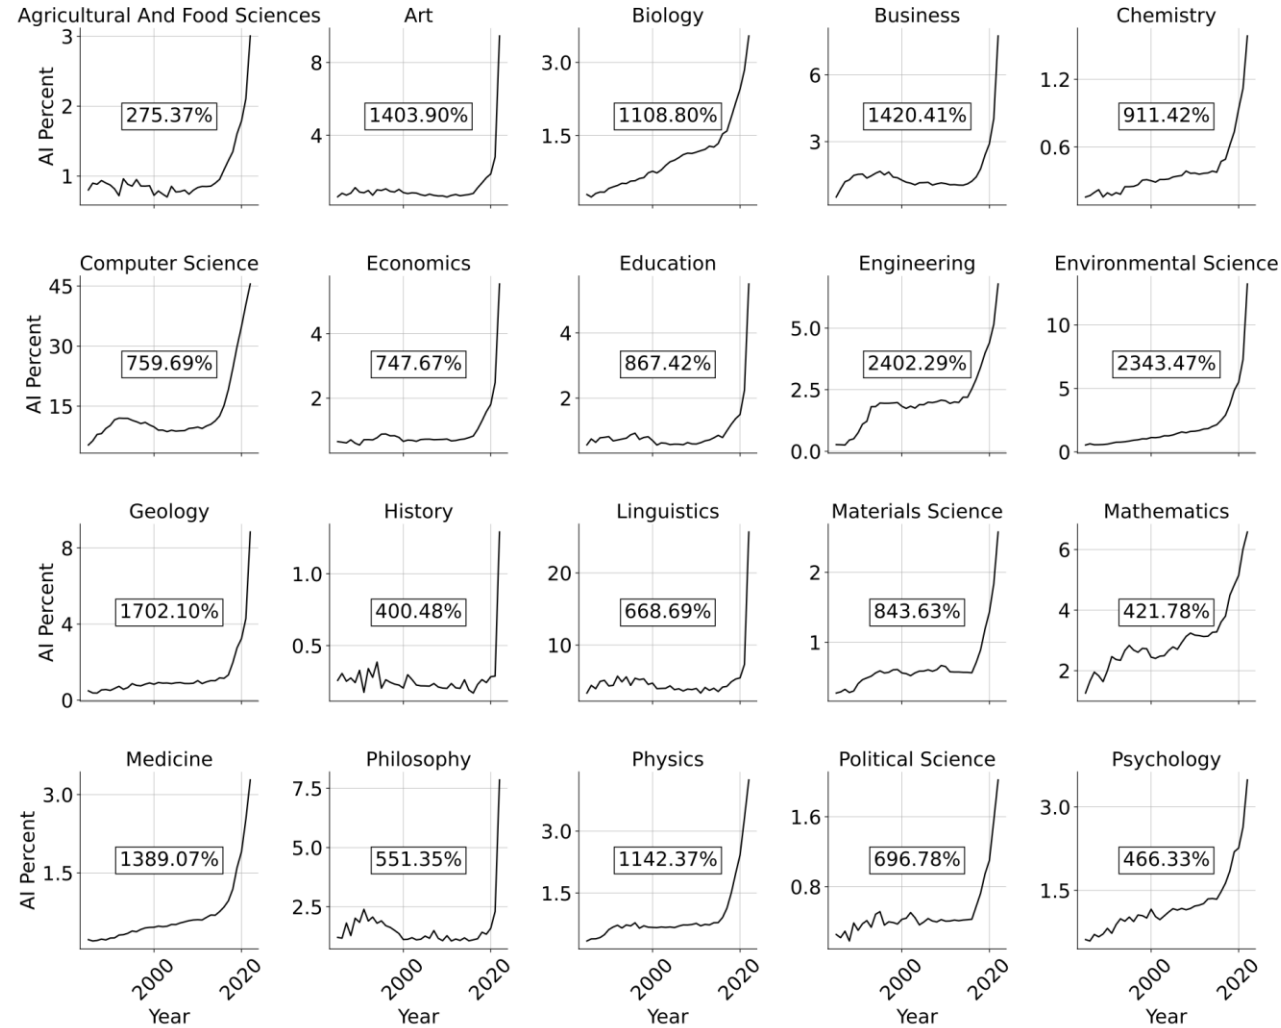 Agricultural And Food Sciences
AI Percent
3
2
1
275.37%
Art
8
4
1403.90%
Biology
3.0
1.5
1108.80%
Business
6
3
1420.41%
Chemistry
1.2
0.6
911.42%
Computer Science
AI Percent
45
30
15
759.69%
Economics
4
2
747.67%
Education
4
2
867.42%
Engineering
5.0
2.5
0.0
2402.29%
Environmental Science
10
5
0
2343.47%
Geology
AI Percent
8
4
0
1702.10%
History
1.0
0.5
400.48%
Linguistics
20
10
668.69%
Materials Science
2
1
843.63%
Mathematics
6
4
2
421.78%
Medicine
AI Percent
3.0
1.5
1389.07%
2000
2020
Year
Philosophy
7.5
5.0
2.5
551.35%
2000
2020
Year
Physics
3.0
1.5
1142.37%
2000
2020
Year
Political Science
1.6
0.8
696.78%
2000
2020
Year
Psychology
3.0
1.5
466.33%
2000
2020
Year